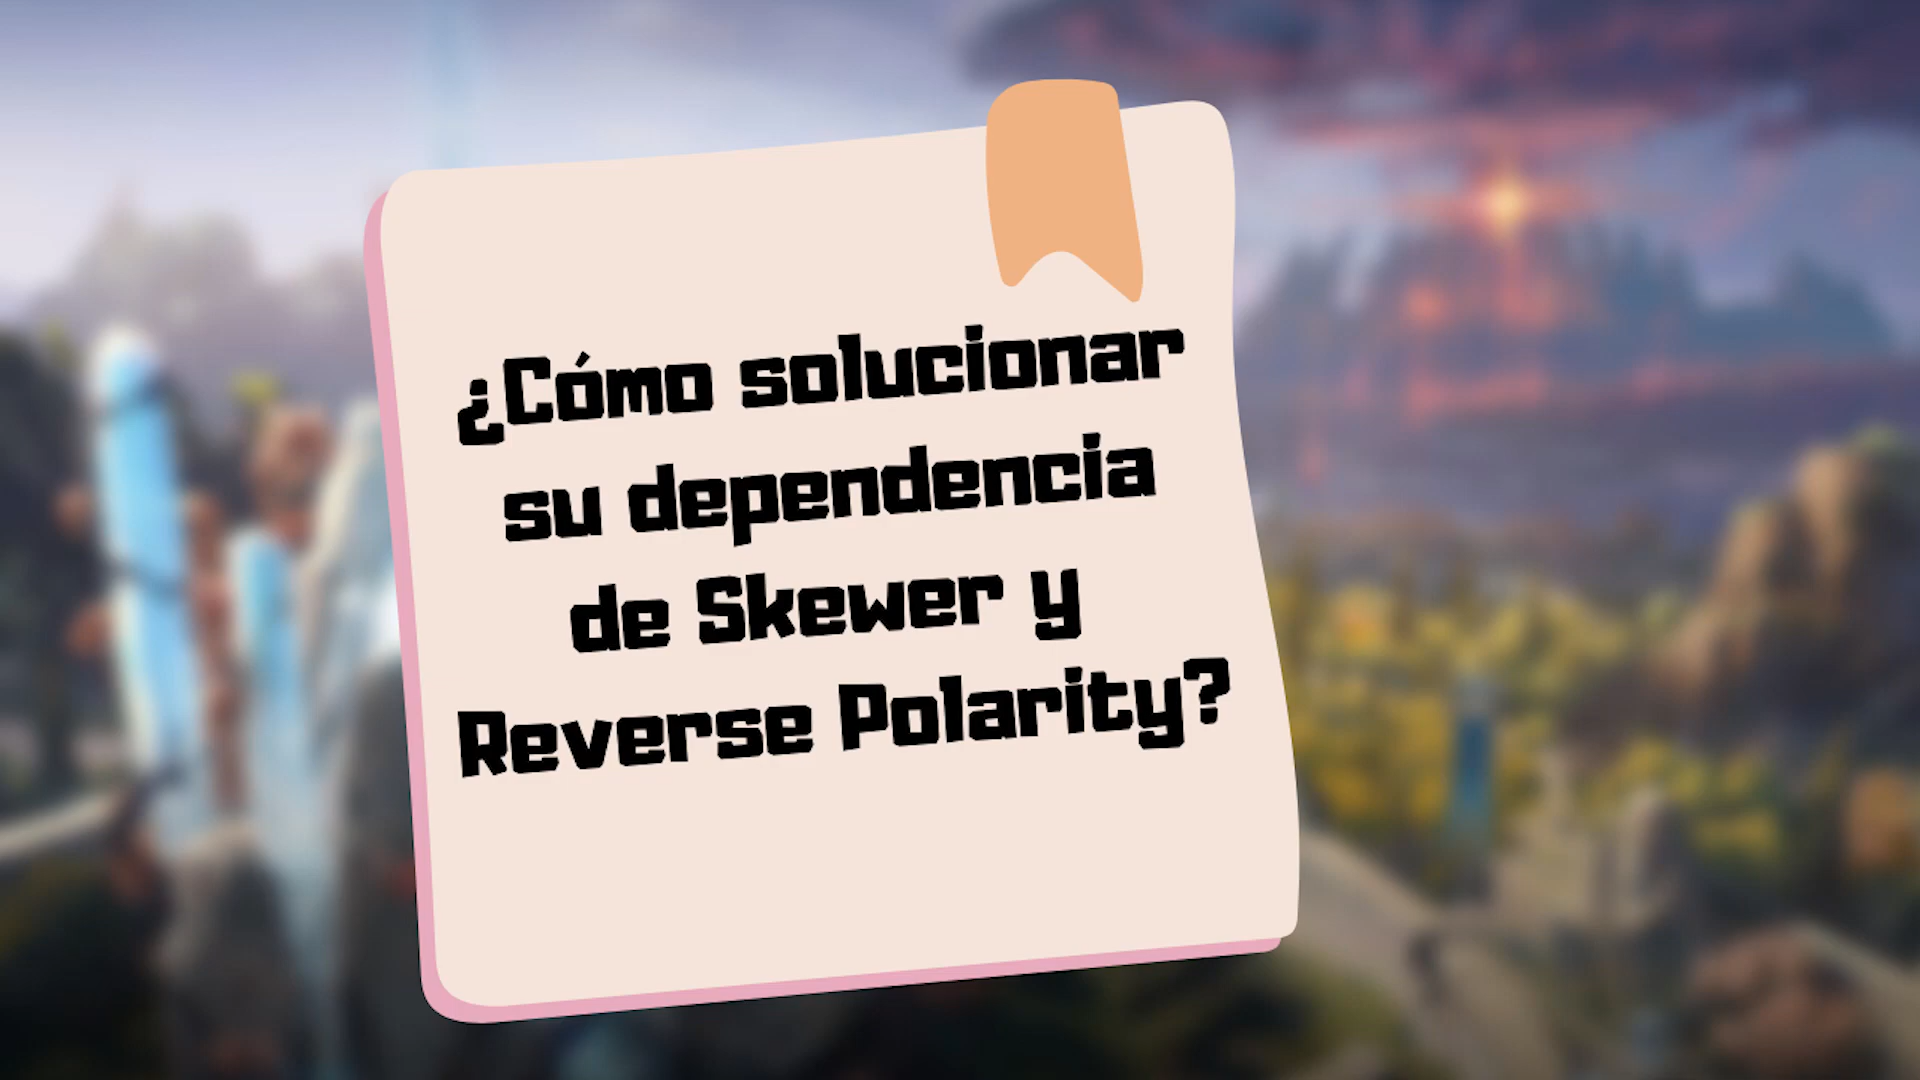 ¿Cómo solucionar
su dependencia
de Skewer y
Reverse Polarity?